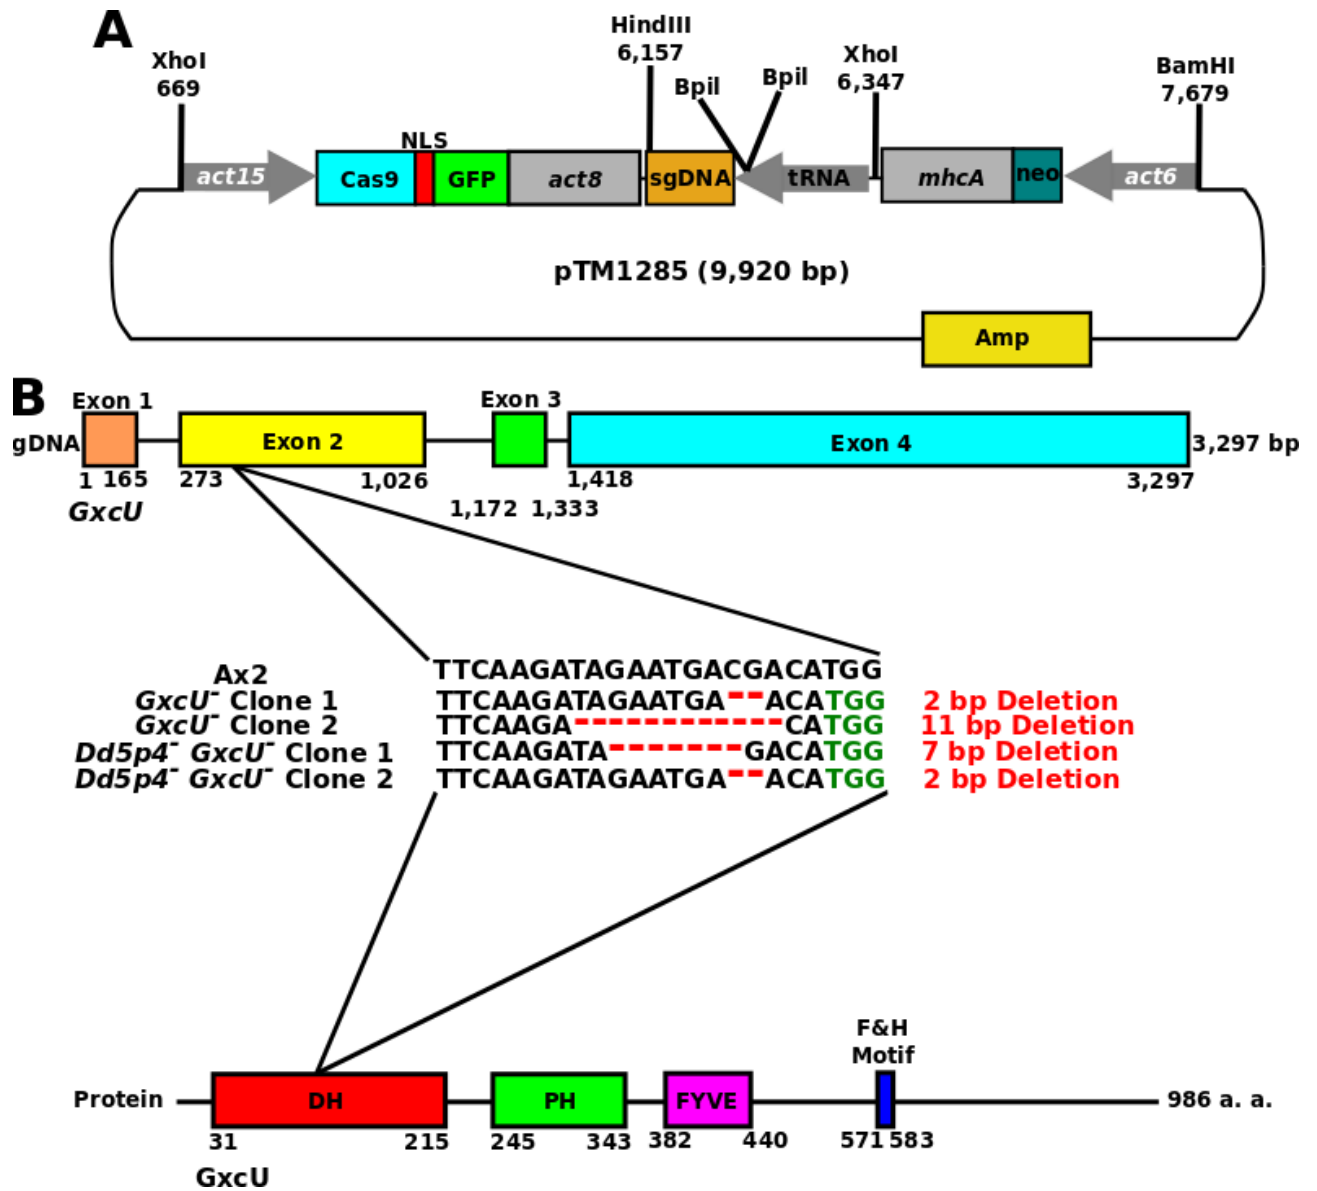 A
XhoI
669
HindIII
6,157
BpiI
BpiI
XhoI
6,347
BamHI
7,679
NLS
act15
Cas9
GFP
act8
sgDNA
tRNA
mhcA
neo
act6
pTM1285 (9,920 bp)
Amp
B
Exon 1
Exon 3
gDNA
Exon 2
Exon 4
3,297 bp
1 165
273
1,026
1,418
3,297
1,172 1,333
GxcU
Ax2 TTCAAGATAGAATGACGACATGG
GxcU⁻ Clone 1 TTCAAGATAGAATGA--ACATGG 2 bp Deletion
GxcU⁻ Clone 2 TTCAAGA-----------CATGG 11 bp Deletion
Dd5p4⁻ GxcU⁻ Clone 1 TTCAAGATA-------GACATGG 7 bp Deletion
Dd5p4⁻ GxcU⁻ Clone 2 TTCAAGATAGAATGA--ACATGG 2 bp Deletion
F&H
Motif
Protein
DH
PH
FYVE
986 a. a.
31
215
245
343
382
440
571
583
GxcU